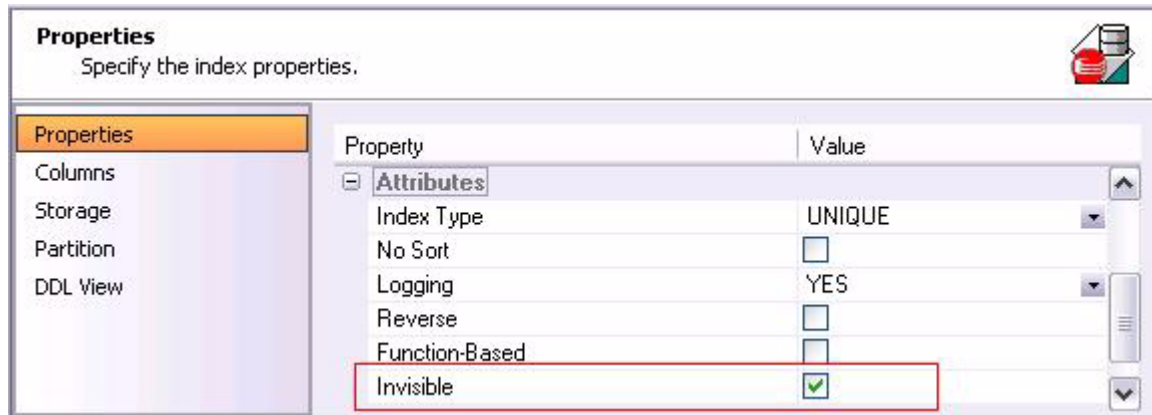 Properties
Specify the index properties.
Properties
Columns
Storage
Partition
DDL View
Property Value
Attributes
Index Type UNIQUE
No Sort
Logging YES
Reverse
Function-Based
Invisible